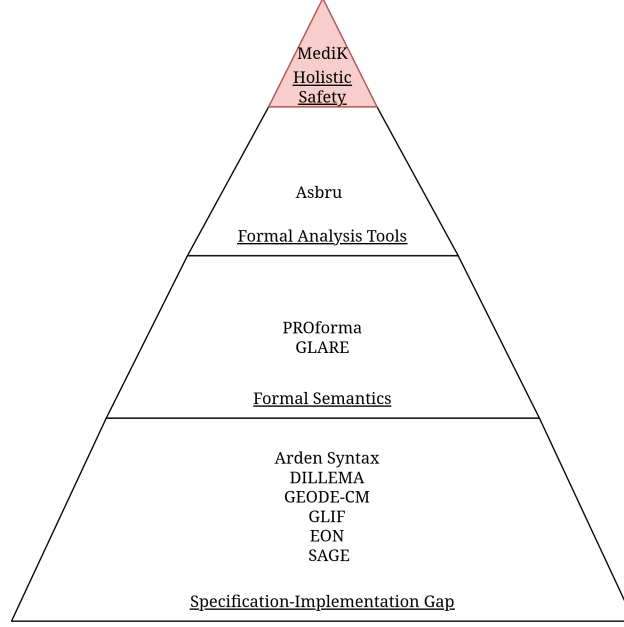 MediK
Holistic
Safety
Asbru
Formal Analysis Tools
PROforma
GLARE
Formal Semantics
Arden Syntax
DILLEMA
GEODE-CM
GLIF
EON
SAGE
Specification-Implementation Gap